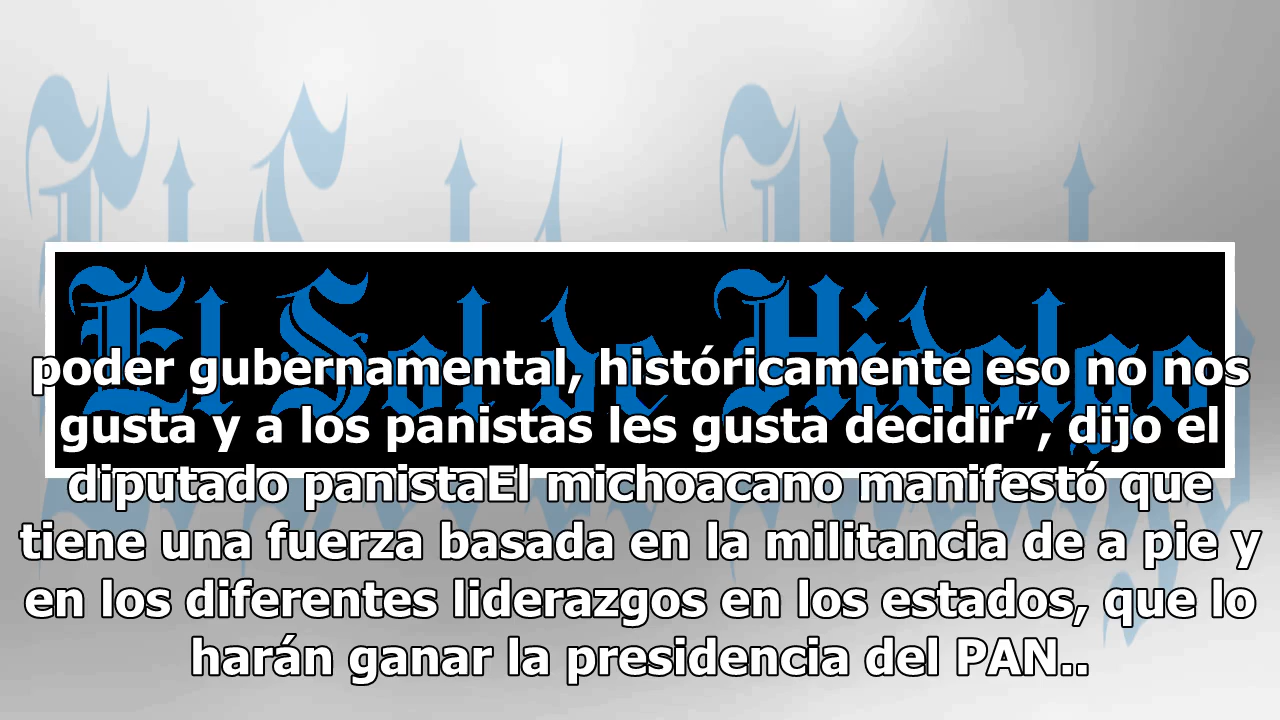 El Sol de Hidalgo
poder gubernamental, históricamente eso no nos
gusta y a los panistas les gusta decidir”, dijo el
diputado panistaEl michoacano manifestó que
tiene una fuerza basada en la militancia de a pie y
en los diferentes liderazgos en los estados, que lo
harán ganar la presidencia del PAN..